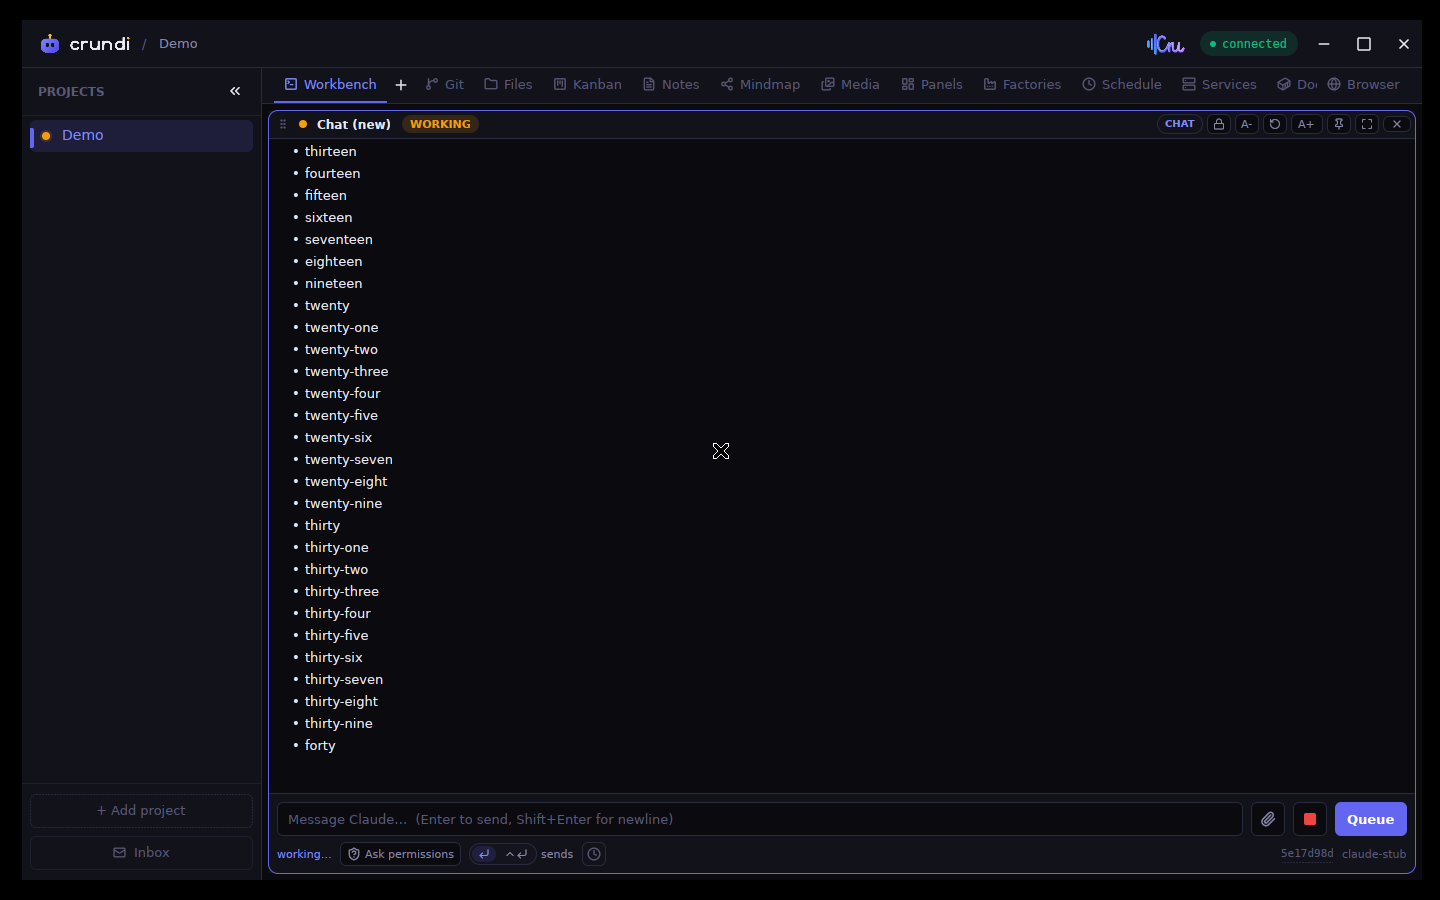 crundi / Demo
Cru
connected
PROJECTS
Workbench
Git
Files
Kanban
Notes
Mindmap
Media
Panels
Factories
Schedule
Services
Browser
Demo
Chat (new) WORKING
CHAT
A-
A+
• thirteen
• fourteen
• fifteen
• sixteen
• seventeen
• eighteen
• nineteen
• twenty
• twenty-one
• twenty-two
• twenty-three
• twenty-four
• twenty-five
• twenty-six
• twenty-seven
• twenty-eight
• twenty-nine
• thirty
• thirty-one
• thirty-two
• thirty-three
• thirty-four
• thirty-five
• thirty-six
• thirty-seven
• thirty-eight
• thirty-nine
• forty
+ Add project
Inbox
Message Claude... (Enter to send, Shift+Enter for newline)
Queue
working...
Ask permissions
sends
5e17d98d claude-stub